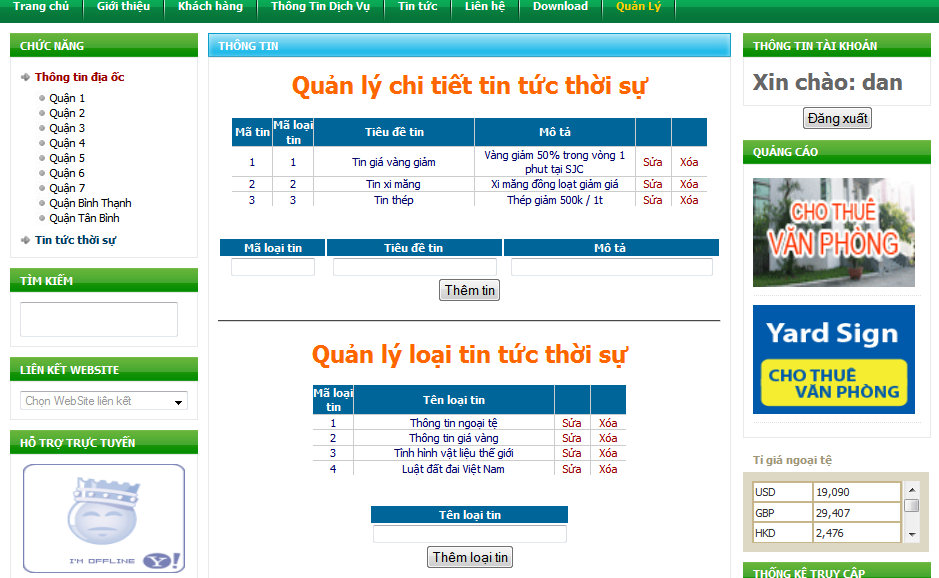 Trang chủ Giới thiệu Khách hàng Thông Tin Dịch Vụ Tin tức Liên hệ Download Quản Lý
CHỨC NĂNG
Thông tin địa ốc
Quận 1
Quận 2
Quận 3
Quận 4
Quận 5
Quận 6
Quận 7
Quận Bình Thạnh
Quận Tân Bình
Tin tức thời sự
TÌM KIẾM
LIÊN KẾT WEBSITE
Chọn WebSite liên kết
HỖ TRỢ TRỰC TUYẾN
I'M OFFLINE Y!
THÔNG TIN
Quản lý chi tiết tin tức thời sự
Mã tin Mã loại tin Tiêu đề tin Mô tả
1 1 Tin giá vàng giảm Vàng giảm 50% trong vòng 1 phut tại SJC Sửa Xóa
2 2 Tin xi măng Xi măng đồng loạt giảm giá Sửa Xóa
3 3 Tin thép Thép giảm 500k / 1t Sửa Xóa
Mã loại tin Tiêu đề tin Mô tả
Thêm tin
Quản lý loại tin tức thời sự
Mã loại tin Tên loại tin
1 Thông tin ngoại tệ Sửa Xóa
2 Thông tin giá vàng Sửa Xóa
3 Tình hình vật liệu thế giới Sửa Xóa
4 Luật đất đai Việt Nam Sửa Xóa
Tên loại tin
Thêm loại tin
THÔNG TIN TÀI KHOẢN
Xin chào: dan
Đăng xuất
QUẢNG CÁO
CHO THUÊ
VĂN PHÒNG
Yard Sign
CHO THUÊ
VĂN PHÒNG
Tỉ giá ngoại tệ
USD 19,090
GBP 29,407
HKD 2,476
THỐNG KÊ TRUY CẬP